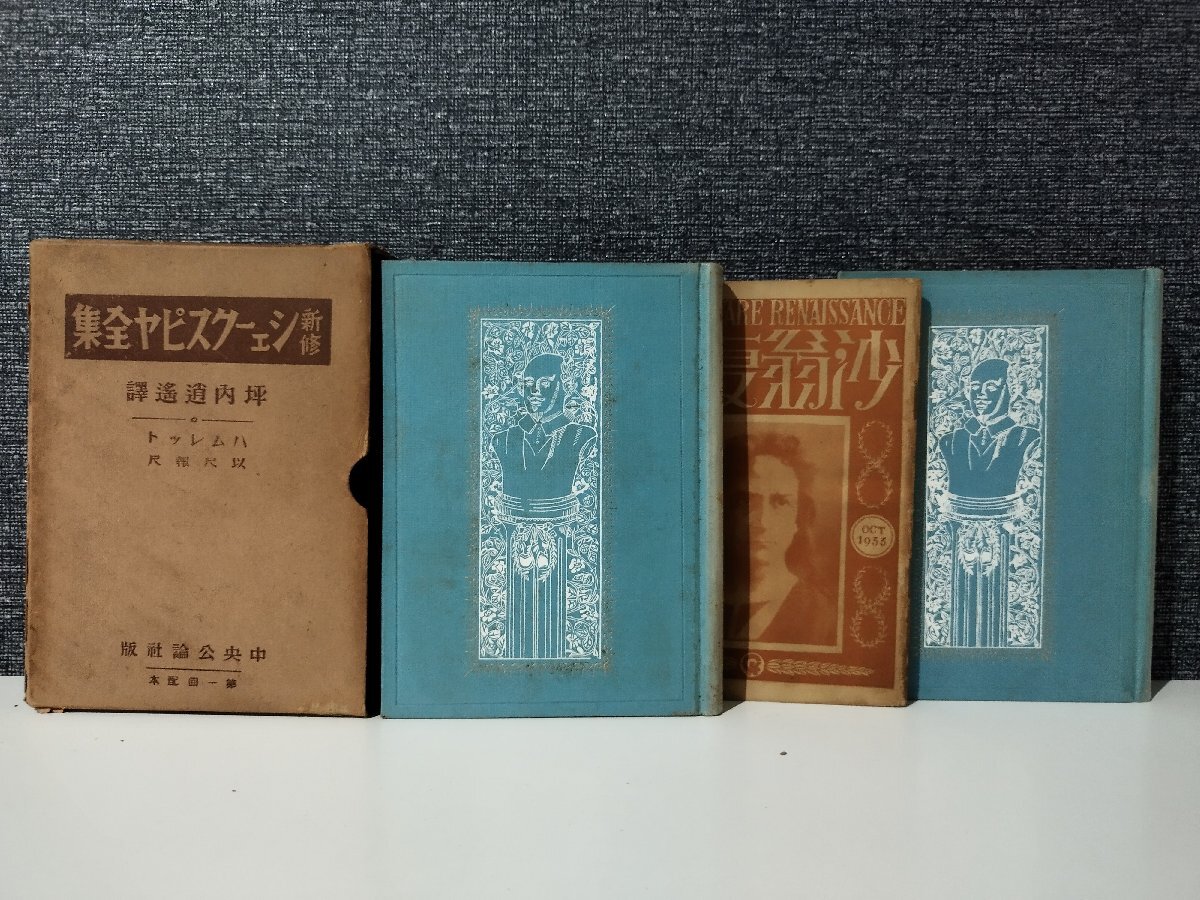 新修
シェークスピヤ全集
坪内逍遙譯
ハムレット
以尺報尺
中央公論社版
第一回配本
ARE RENAISSANCE
沙翁復
OCT
1933